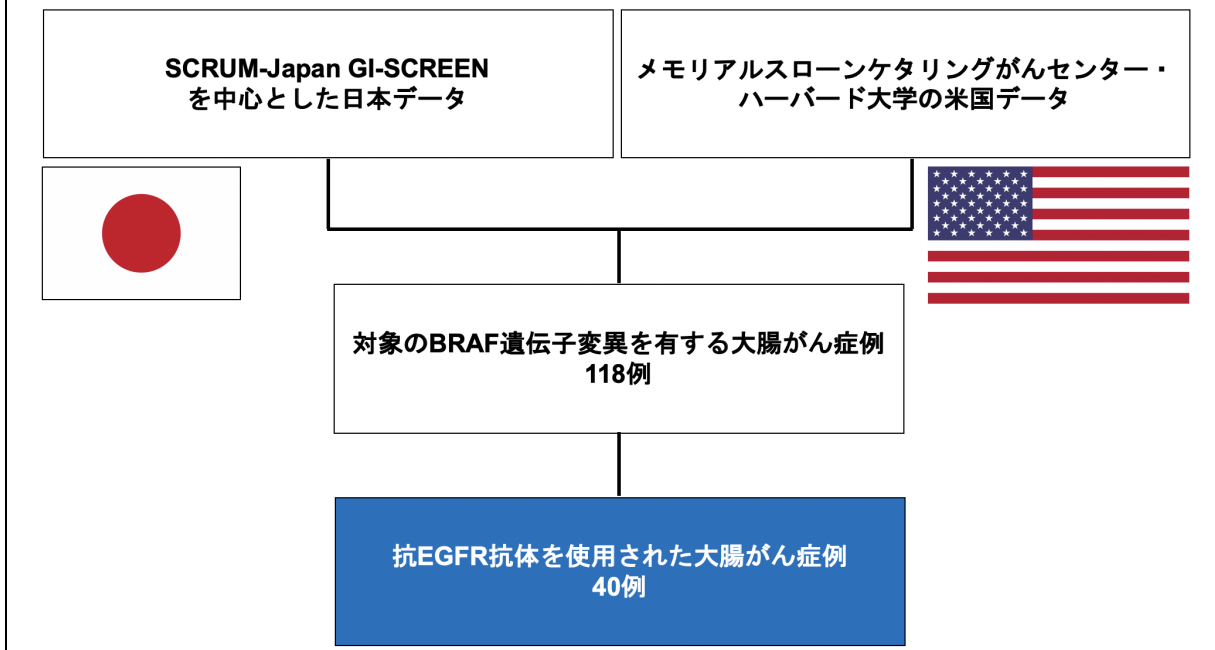 SCRUM-Japan GI-SCREEN
を中心とした日本データ
メモリアルスローンケタリングがんセンター・
ハーバード大学の米国データ
対象のBRAF遺伝子変異を有する大腸がん症例
118例
抗EGFR抗体を使用された大腸がん症例
40例